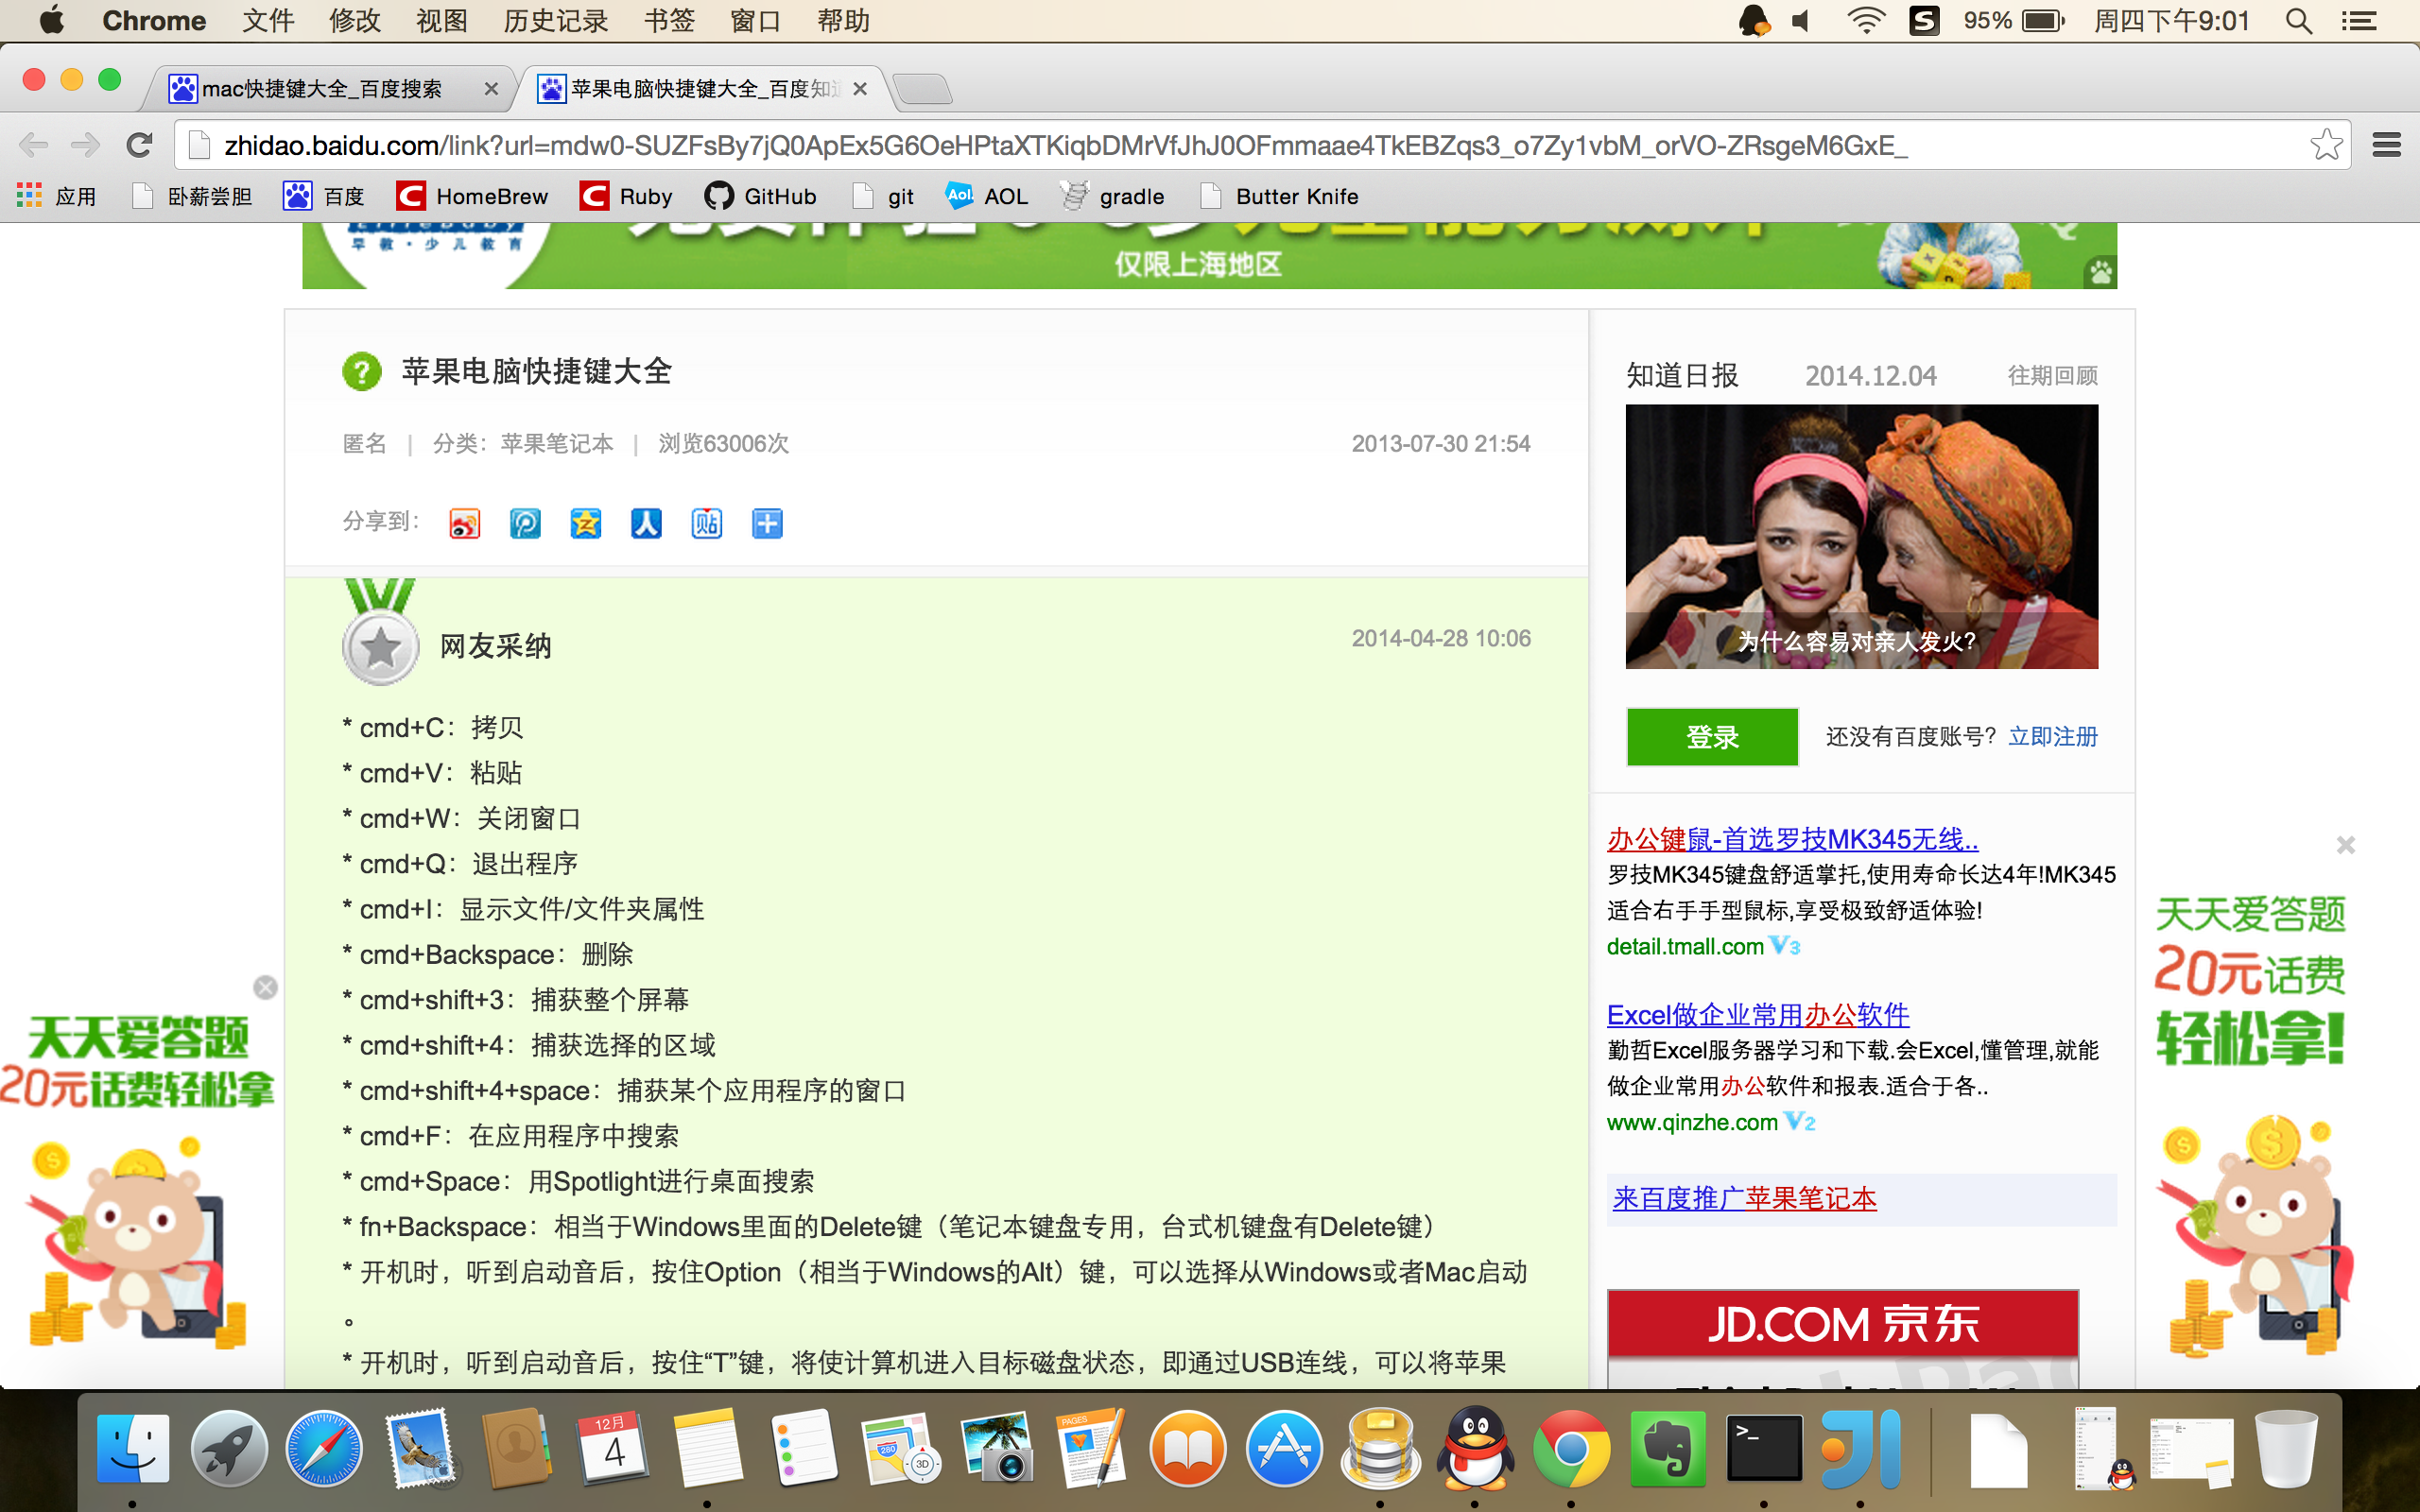 Chrome 文件 修改 视图 历史记录 书签 窗口 帮助 95% 周四下午9:01
mac快捷键大全_百度搜索 苹果电脑快捷键大全_百度知道
zhidao.baidu.com/link?url=mdw0-SUZFsBy7jQ0ApEx5G6OeHPtaXTKiqbDMrVfJhJ0OFmmaae4TkEBZqs3_o7Zy1vbM_orVO-ZRsgeM6GxE_
应用 卧薪尝胆 百度 HomeBrew Ruby GitHub git AOL gradle Butter Knife
早教·少儿教育
仅限上海地区
苹果电脑快捷键大全
匿名 | 分类：苹果笔记本 | 浏览63006次 2013-07-30 21:54
分享到：
网友采纳 2014-04-28 10:06
* cmd+C：拷贝
* cmd+V：粘贴
* cmd+W：关闭窗口
* cmd+Q：退出程序
* cmd+I：显示文件/文件夹属性
* cmd+Backspace：删除
* cmd+shift+3：捕获整个屏幕
* cmd+shift+4：捕获选择的区域
* cmd+shift+4+space：捕获某个应用程序的窗口
* cmd+F：在应用程序中搜索
* cmd+Space：用Spotlight进行桌面搜索
* fn+Backspace：相当于Windows里面的Delete键（笔记本键盘专用，台式机键盘有Delete键）
* 开机时，听到启动音后，按住Option（相当于Windows的Alt）键，可以选择从Windows或者Mac启动
。
* 开机时，听到启动音后，按住“T”键，将使计算机进入目标磁盘状态，即通过USB连线，可以将苹果
知道日报 2014.12.04 往期回顾
为什么容易对亲人发火？
登录 还没有百度账号？ 立即注册
办公键鼠-首选罗技MK345无线..
罗技MK345键盘舒适掌托,使用寿命长达4年!MK345
适合右手手型鼠标,享受极致舒适体验!
detail.tmall.com V3
Excel做企业常用办公软件
勤哲Excel服务器学习和下载.会Excel,懂管理,就能
做企业常用办公软件和报表.适合于各..
www.qinzhe.com V2
来百度推广苹果笔记本
JD.COM 京东
天天爱答题
20元话费轻松拿
天天爱答题
20元话费
轻松拿!
12月
4
280
3D
PAGES